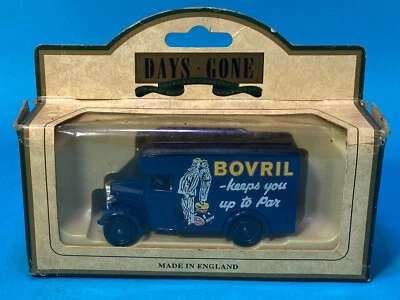 DAYS · GONE
BOVRIL
-keeps you
up to Par
MADE IN ENGLAND